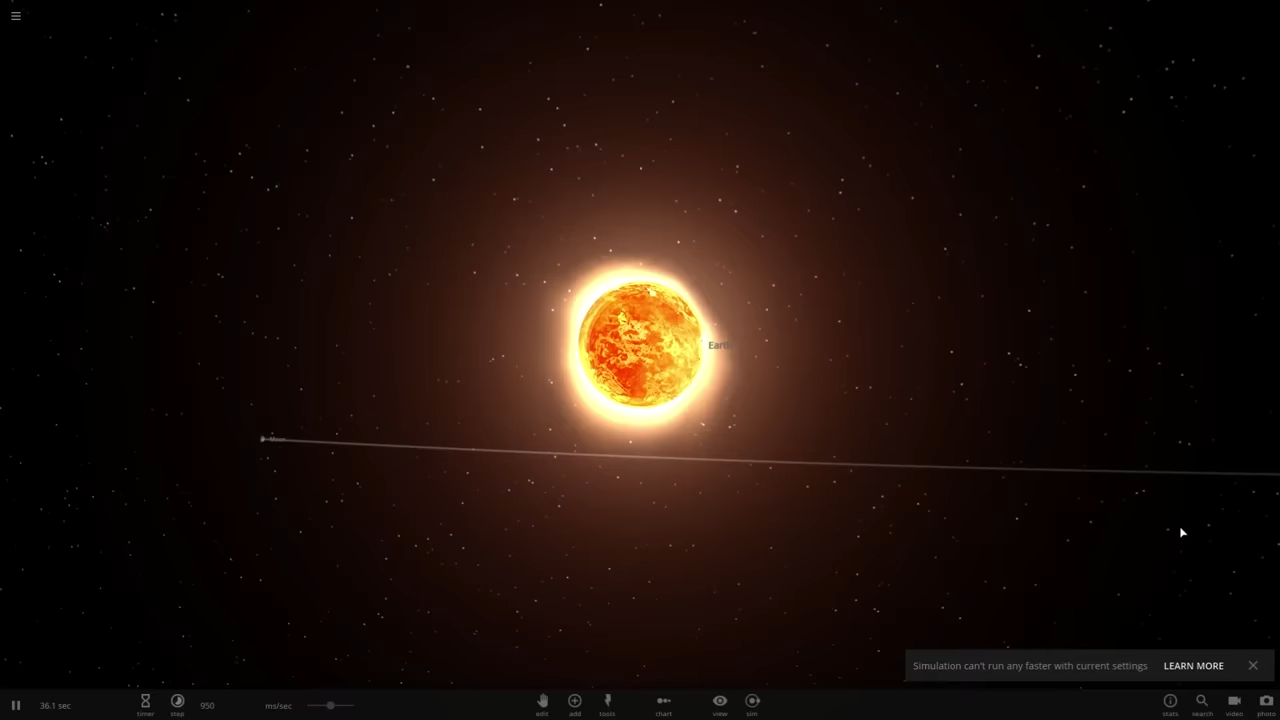 Earth
Moon
Simulation can't run any faster with current settings LEARN MORE
36.1 sec timer step 950 ms/sec edit add tools chart view sim stats search video photo